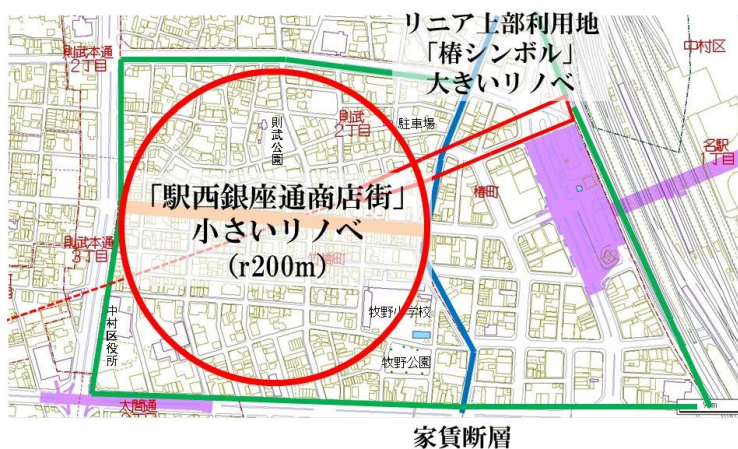 リニア上部利用地
「椿シンボル」
大きいリノベ
中村区
則武本通
2丁目
則武
2丁目
駐車場
則武公園
名駅
1丁目
椿町
「駅西銀座通商店街」
小さいリノベ
(r200m)
則武本通
3丁目
中村区役所
牧野小学校
牧野公園
太閤通
家賃断層